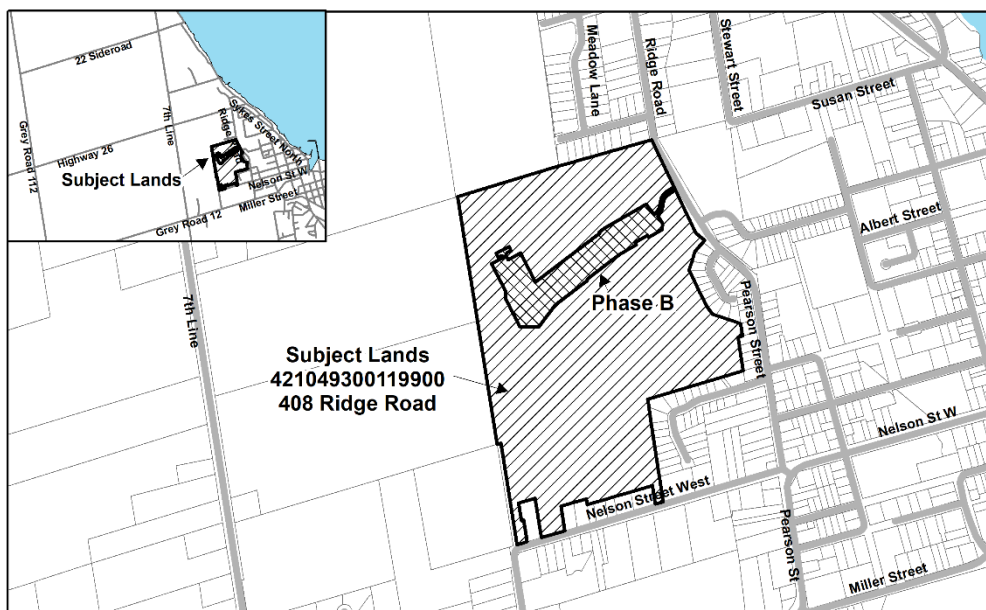 22 Sideroad
7th Line
Grey Road 112
Highway 26
Ridge
Sykes Street North
Subject Lands
Nelson St W
Miller Street
Grey Road 12
Meadow Lane
Ridge Road
Stewart Street
Susan Street
Albert Street
Phase B
Pearson Street
7th Line
Subject Lands
421049300119900
408 Ridge Road
Nelson St W
Nelson Street West
Pearson St
Miller Street